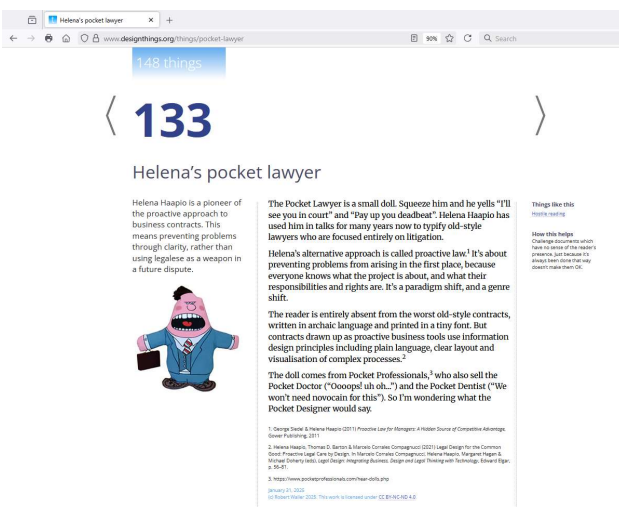 Helena's pocket lawyer
www.designthings.org/things/pocket-lawyer
90%
Search
148 things
133
Helena's pocket lawyer
Helena Haapio is a pioneer of
the proactive approach to
business contracts. This
means preventing problems
through clarity, rather than
using legalese as a weapon in
a future dispute.
The Pocket Lawyer is a small doll. Squeeze him and he yells “I'll
see you in court” and “Pay up you deadbeat”. Helena Haapio has
used him in talks for many years now to typify old-style
lawyers who are focused entirely on litigation.
Helena's alternative approach is called proactive law.1 It's about
preventing problems from arising in the first place, because
everyone knows what the project is about, and what their
responsibilities and rights are. It's a paradigm shift, and a genre
shift.
The reader is entirely absent from the worst old-style contracts,
written in archaic language and printed in a tiny font. But
contracts drawn up as proactive business tools use information
design principles including plain language, clear layout and
visualisation of complex processes.2
The doll comes from Pocket Professionals,3 who also sell the
Pocket Doctor (“Oooops! uh oh...”) and the Pocket Dentist (“We
won't need novocain for this”). So I'm wondering what the
Pocket Designer would say.
1. George Siedel & Helena Haapio (2011) Proactive Law for Managers: A Hidden Source of Competitive Advantage,
Gower Publishing, 2011
2. Helena Haapio, Thomas D. Barton & Marcelo Corrales Compagnucci (2021) Legal Design for the Common
Good: Proactive Legal Care by Design. In Marcelo Corrales Compagnucci, Helena Haapio, Margaret Hagan &
Michael Doherty (eds). Legal Design: Integrating Business, Design and Legal Thinking with Technology, Edward Elgar,
p. 56–81.
3. https://www.pocketprofessionals.com/hear-dolls.php
(c) Robert Waller 2020. This work is licensed under CC BY-NC-ND 4.0
Things like this
Hostile reading
How this helps
Challenge documents which
have no sense of the reader's
presence. Just because it's
always been done that way
doesn't make them OK.